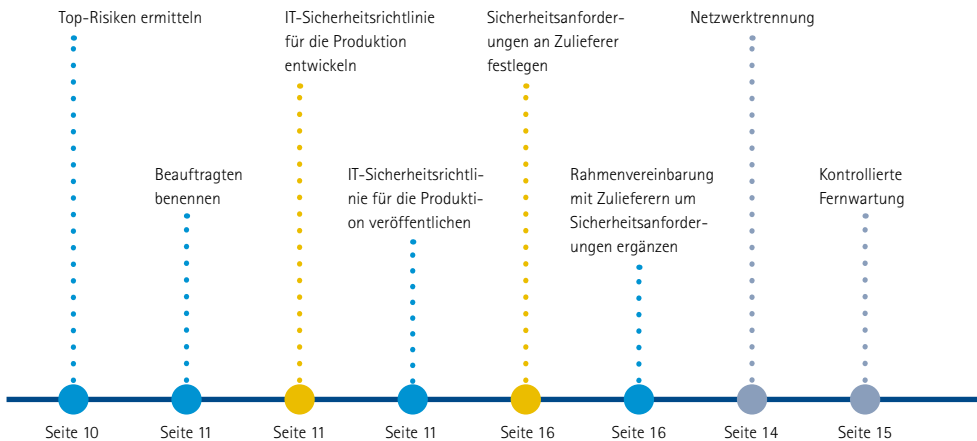 Top-Risiken ermitteln
IT-Sicherheitsrichtlinie
für die Produktion
entwickeln
Sicherheitsanforder-
ungen an Zulieferer
festlegen
Netzwerktrennung
Beauftragten
benennen
IT-Sicherheitsrichtli-
nie für die Produkti-
on veröffentlichen
Rahmenvereinbarung
mit Zulieferern um
Sicherheitsanforder-
ungen ergänzen
Kontrollierte
Fernwartung
Seite 10
Seite 11
Seite 11
Seite 11
Seite 16
Seite 16
Seite 14
Seite 15